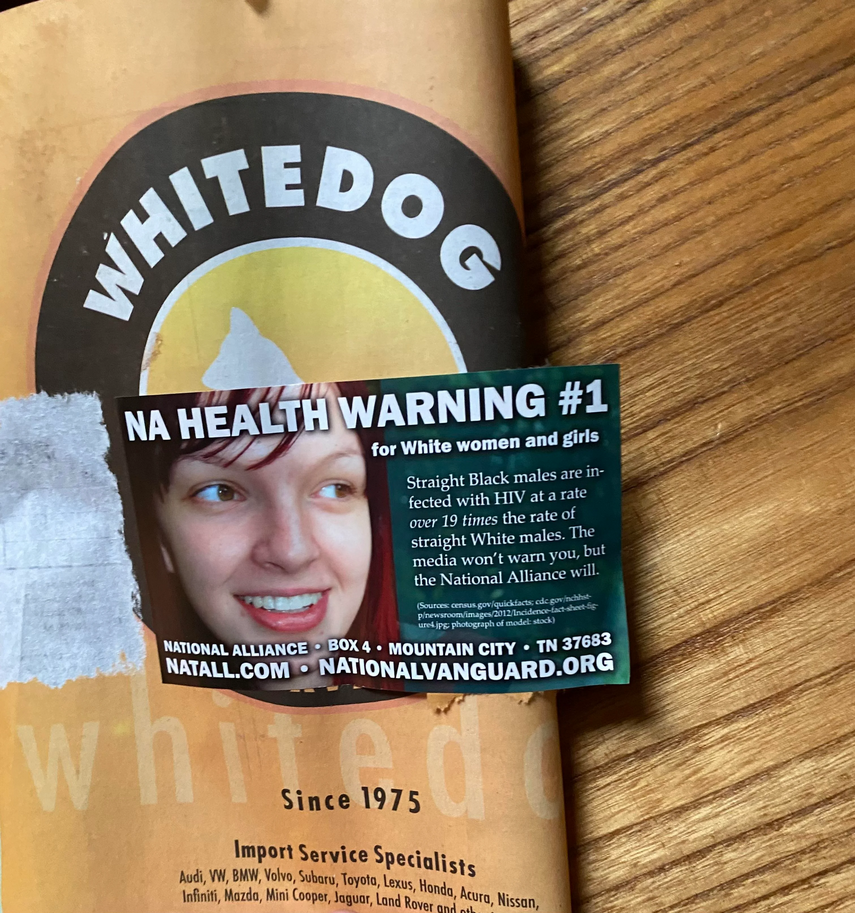 WHITEDOG
NA HEALTH WARNING #1
for White women and girls
Straight Black males are in-
fected with HIV at a rate
over 19 times the rate of
straight White males. The
media won't warn you, but
the National Alliance will.
(Sources: census.gov/quickfacts; cdc.gov/nchhst-
p/newsroom/images/2012/Incidence-fact-sheet-fig-
ure4.jpg; photograph of model: stock)
NATIONAL ALLIANCE • BOX 4 • MOUNTAIN CITY • TN 37683
NATALL.COM • NATIONALVANGUARD.ORG
whitedo
Since 1975
Import Service Specialists
Audi, VW, BMW, Volvo, Subaru, Toyota, Lexus, Honda, Acura, Nissan,
Infiniti, Mazda, Mini Cooper, Jaguar, Land Rover and